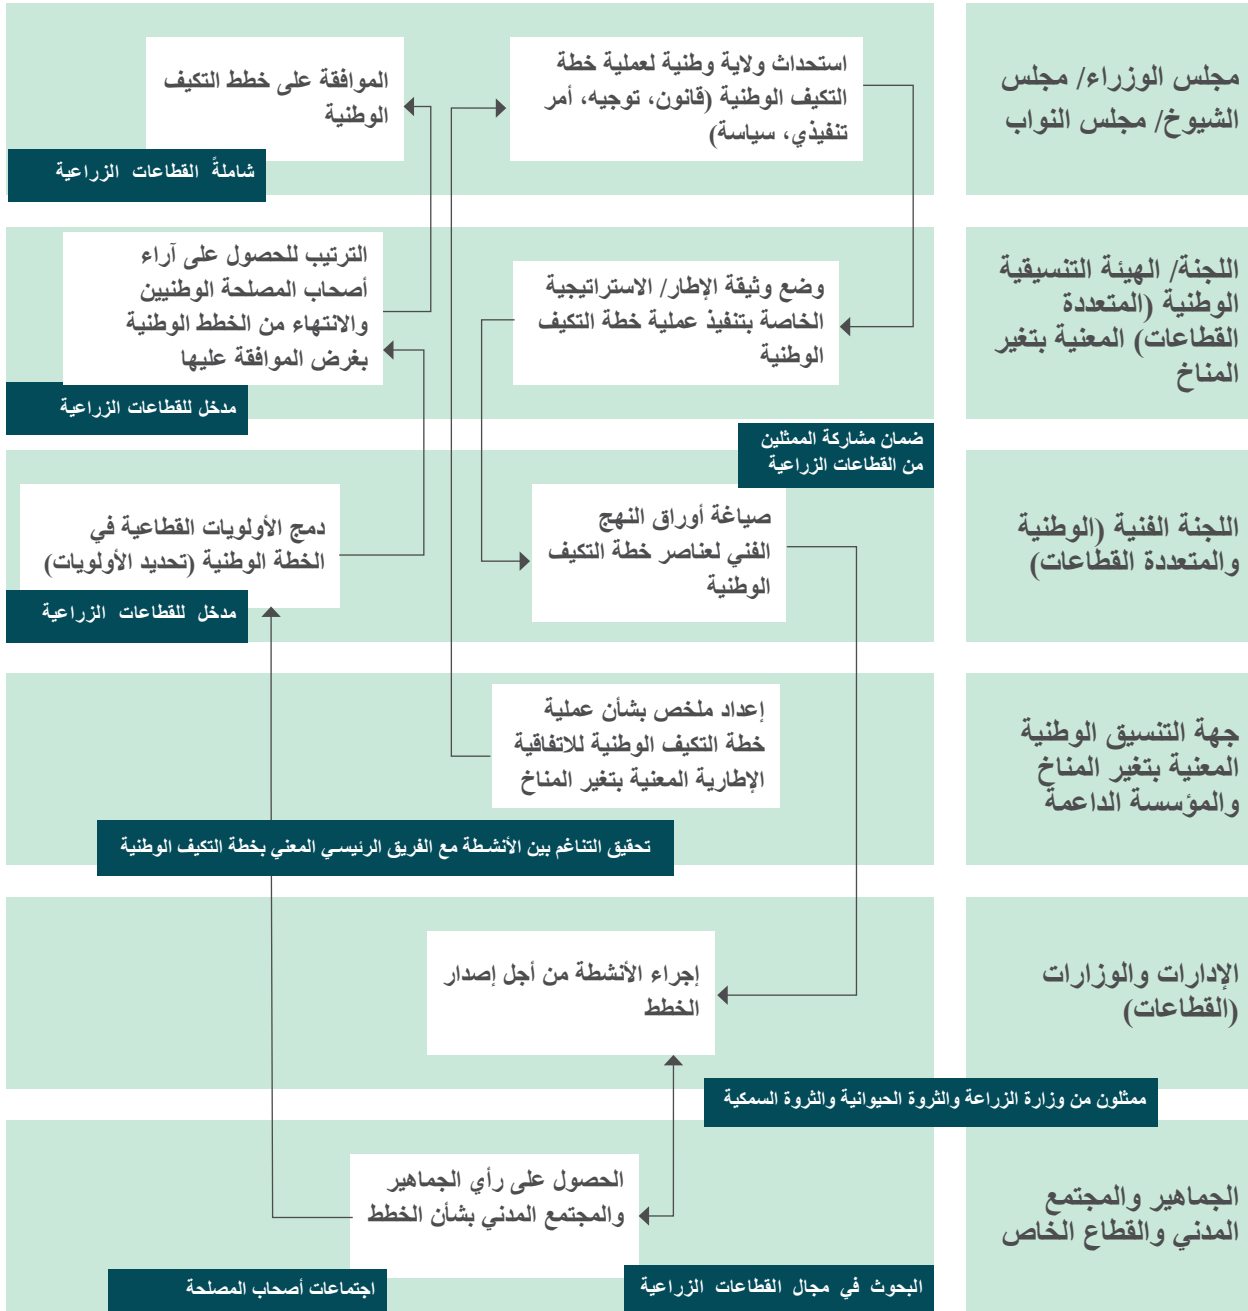 مجلس الوزراء/ مجلس
الشيوخ/ مجلس النواب
استحداث ولاية وطنية لعملية خطة
التكيف الوطنية (قانون، توجيه، أمر
تنفيذي، سياسة)
الموافقة على خطط التكيف
الوطنية
شاملةً القطاعات الزراعية
اللجنة/ الهيئة التنسيقية
الوطنية (المتعددة
القطاعات) المعنية بتغير
المناخ
وضع وثيقة الإطار/ الاستراتيجية
الخاصة بتنفيذ عملية خطة التكيف
الوطنية
الترتيب للحصول على آراء
أصحاب المصلحة الوطنيين
والانتهاء من الخطط الوطنية
بغرض الموافقة عليها
مدخل للقطاعات الزراعية
ضمان مشاركة الممثلين
من القطاعات الزراعية
اللجنة الفنية (الوطنية
والمتعددة القطاعات)
صياغة أوراق النهج
الفني لعناصر خطة التكيف
الوطنية
دمج الأولويات القطاعية في
الخطة الوطنية (تحديد الأولويات)
مدخل للقطاعات الزراعية
جهة التنسيق الوطنية
المعنية بتغير المناخ
والمؤسسة الداعمة
إعداد ملخص بشأن عملية
خطة التكيف الوطنية للاتفاقية
الإطارية المعنية بتغير المناخ
تحقيق التناغم بين الأنشطة مع الفريق الرئيسي المعني بخطة التكيف الوطنية
الإدارات والوزارات
(القطاعات)
إجراء الأنشطة من أجل إصدار
الخطط
ممثلون من وزارة الزراعة والثروة الحيوانية والثروة السمكية
الجماهير والمجتمع
المدني والقطاع الخاص
الحصول على رأي الجماهير
والمجتمع المدني بشأن الخطط
البحوث في مجال القطاعات الزراعية
اجتماعات أصحاب المصلحة